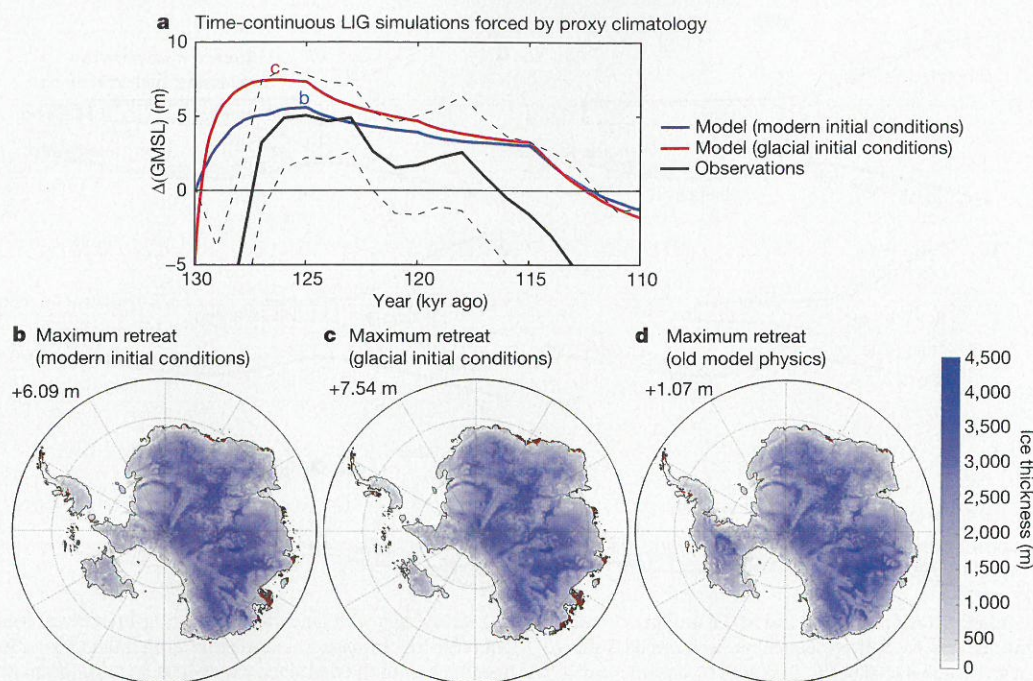 a Time-continuous LIG simulations forced by proxy climatology
10
5
0
−5
Δ(GMSL) (m)
c
b
130
125
120
115
110
Year (kyr ago)
Model (modern initial conditions)
Model (glacial initial conditions)
Observations
b Maximum retreat
(modern initial conditions)
+6.09 m
c Maximum retreat
(glacial initial conditions)
+7.54 m
d Maximum retreat
(old model physics)
+1.07 m
4,500
4,000
3,500
3,000
2,500
2,000
1,500
1,000
500
0
Ice thickness (m)